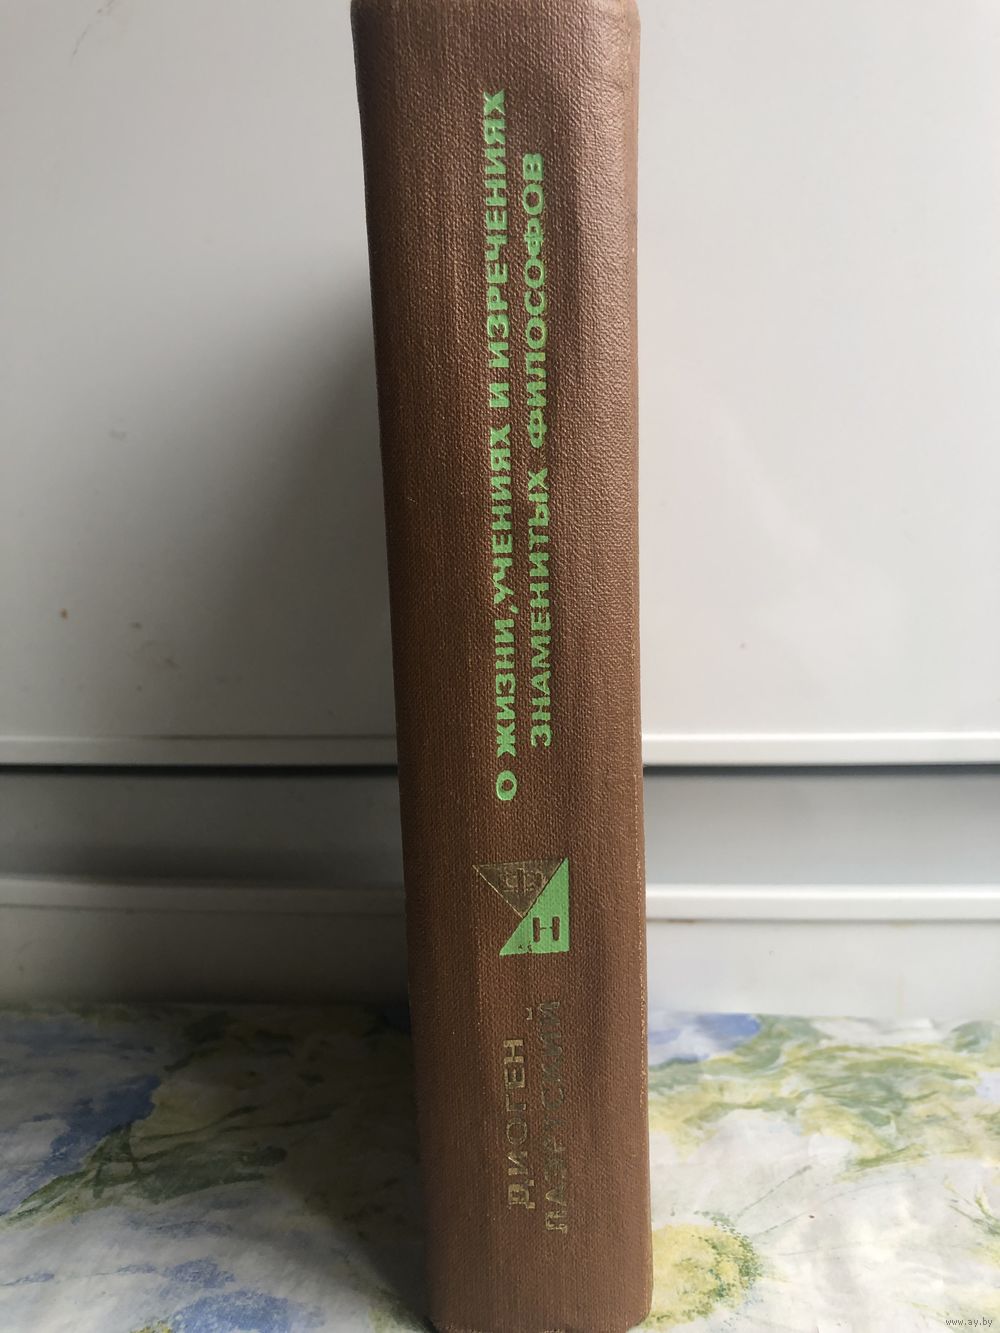 ДИОГЕН
ЛАЭРТСКИЙ
Ф
Н
О ЖИЗНИ, УЧЕНИЯХ И ИЗРЕЧЕНИЯХ
ЗНАМЕНИТЫХ ФИЛОСОФОВ
www.ay.by